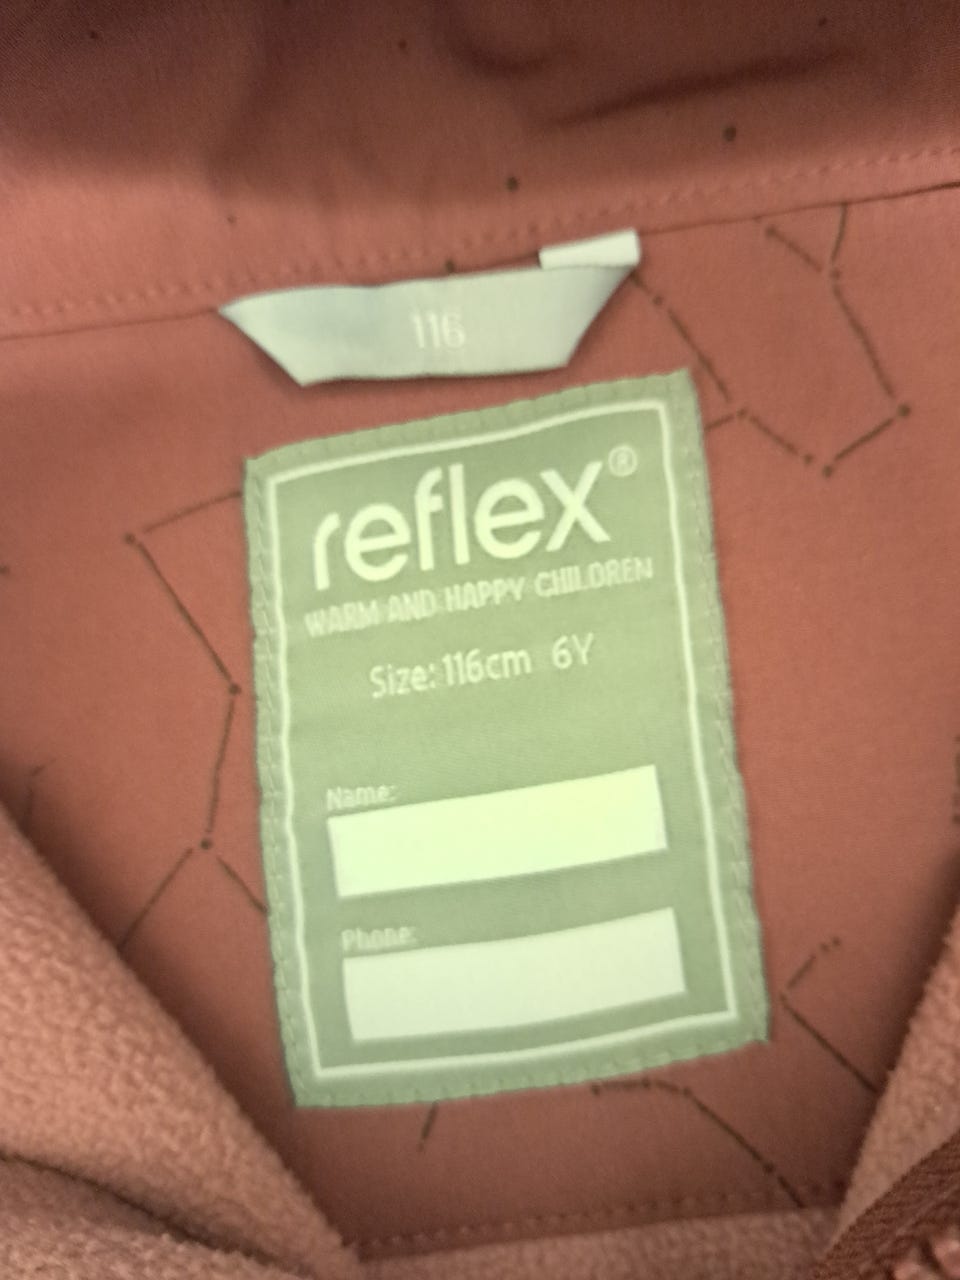 116
reflex®
WARM AND HAPPY CHILDREN
Size: 116cm 6Y
Name:
Phone: